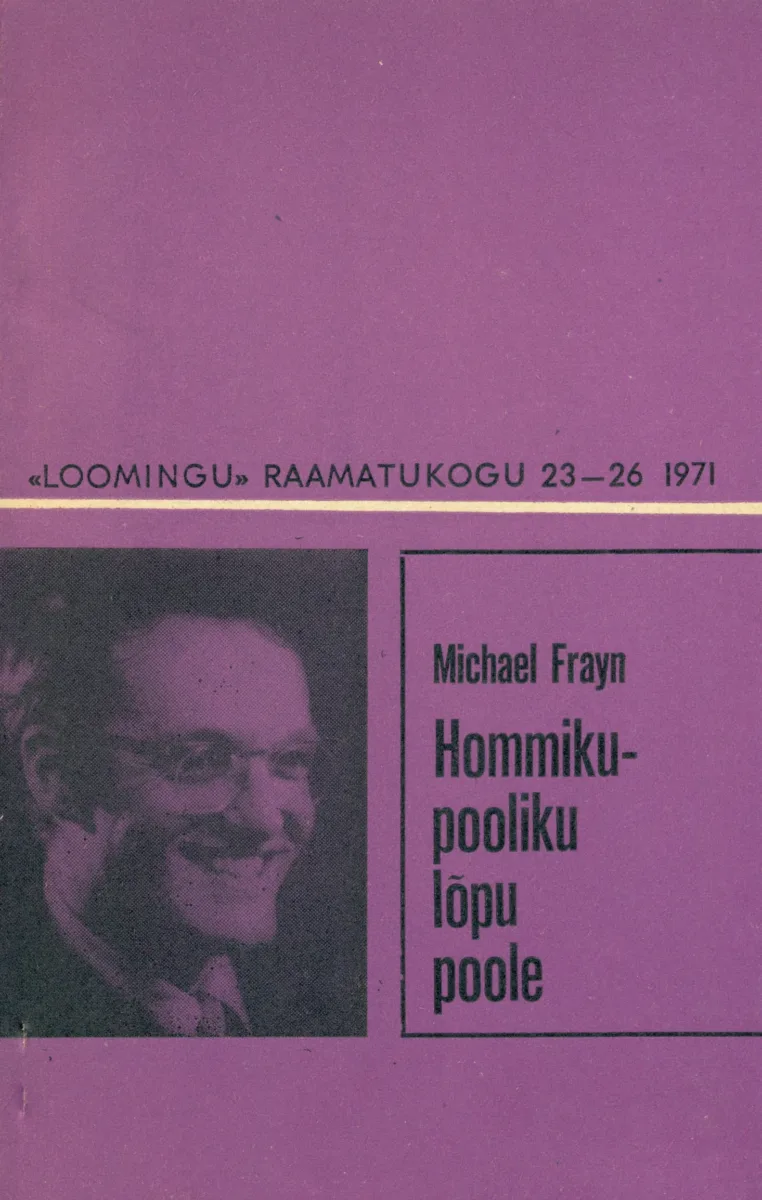 «LOOMINGU» RAAMATUKOGU 23—26 1971
Michael Frayn
Hommiku-
pooliku
lõpu
poole